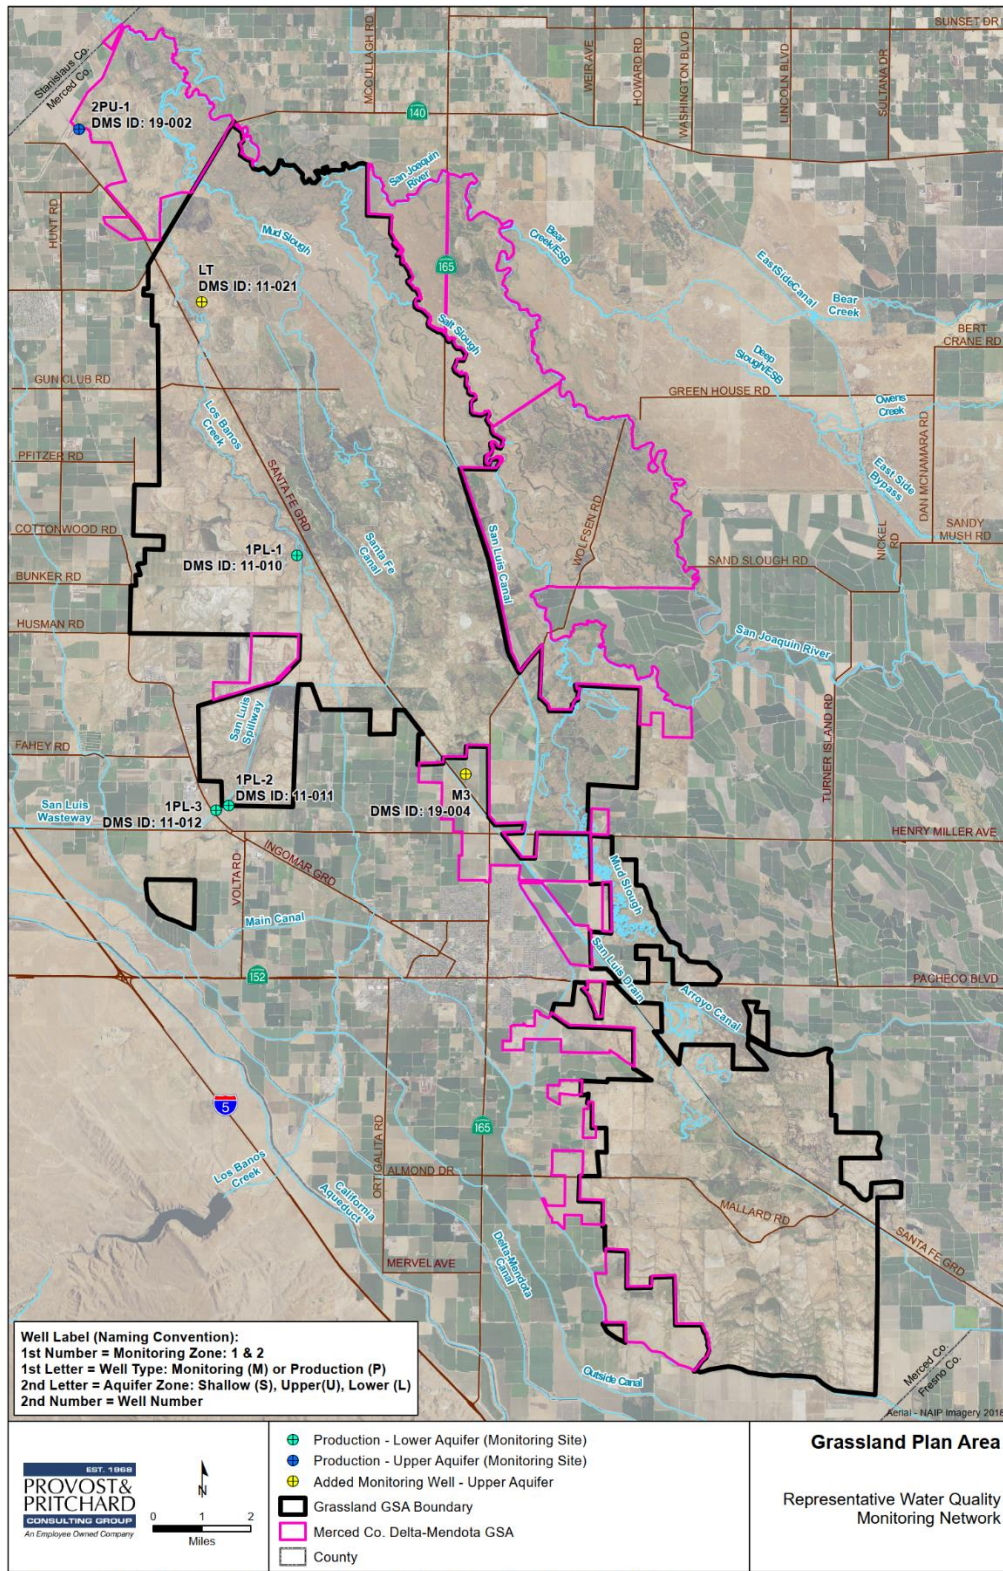 SUNSET DR
Stanislaus Co.
Merced Co.
MCCULLAGH RD
WEIR AVE
HOWARD RD
WASHINGTON BLVD
LINCOLN BLVD
SULTANA DR
2PU-1
DMS ID: 19-002
140
San Joaquin
River
HUNT RD
Mud Slough
Bear
Creek/ESB
165
EastSideCanal
Bear
Creek
LT
DMS ID: 11-021
Salt Slough
BERT
CRANE RD
Deep
Slough/ESB
GUN CLUB RD
GREEN HOUSE RD
Owens
Creek
Los Banos
Creek
DAN MCNAMARA RD
PFITZER RD
SANTA FE GRD
East Side
Bypass
COTTONWOOD RD
WOLFSEN RD
NICKEL
RD
SANDY
MUSH RD
1PL-1
DMS ID: 11-010
Santa Fe
Canal
San Luis Canal
SAND SLOUGH RD
BUNKER RD
HUSMAN RD
San Joaquin
River
San Luis
Spillway
TURNER ISLAND RD
FAHEY RD
1PL-2
DMS ID: 11-011
M3
DMS ID: 19-004
1PL-3
DMS ID: 11-012
San Luis
Wasteway
HENRY MILLER AVE
INGOMAR GRD
VOLTA RD
Mud Slough
Main Canal
San Luis Drain
152
PACHECO BLVD
Arroyo Canal
5
165
ORTIGALITA RD
Los Banos
Creek
California
Aqueduct
ALMOND DR
MALLARD RD
Delta-Mendota
Canal
SANTA FE GRD
MERVEL AVE
Outside Canal
Merced Co.
Fresno Co.
Well Label (Naming Convention):
1st Number = Monitoring Zone: 1 & 2
1st Letter = Well Type: Monitoring (M) or Production (P)
2nd Letter = Aquifer Zone: Shallow (S), Upper(U), Lower (L)
2nd Number = Well Number
Aerial - NAIP Imagery 2018
EST. 1968
PROVOST&
PRITCHARD
CONSULTING GROUP
An Employee Owned Company
N
0 1 2
Miles
Production - Lower Aquifer (Monitoring Site)
Production - Upper Aquifer (Monitoring Site)
Added Monitoring Well - Upper Aquifer
Grassland GSA Boundary
Merced Co. Delta-Mendota GSA
County
Grassland Plan Area
Representative Water Quality
Monitoring Network